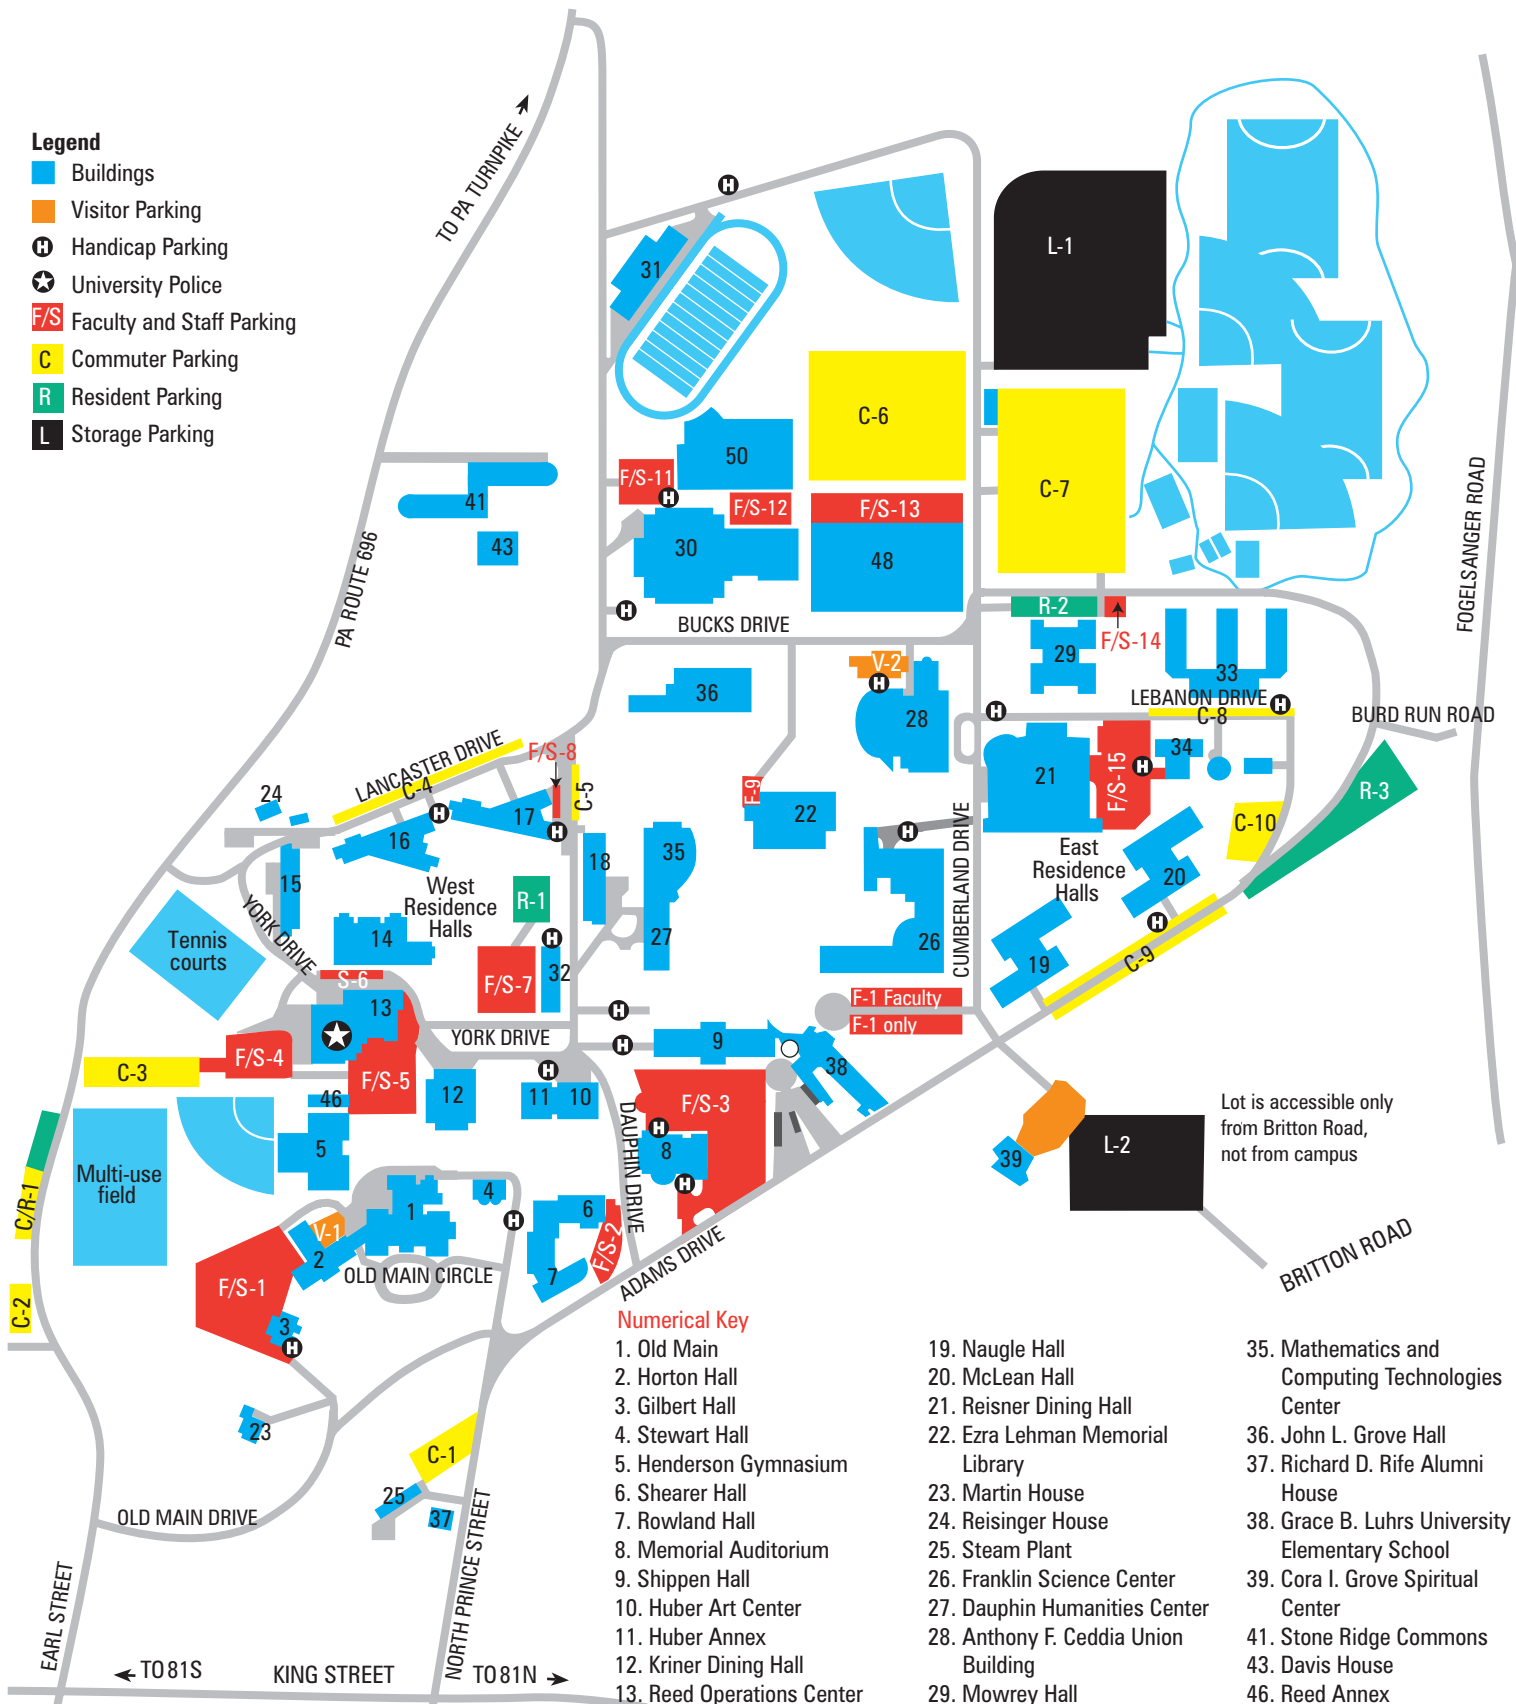 Legend
Buildings
Visitor Parking
H Handicap Parking
University Police
F/S Faculty and Staff Parking
C Commuter Parking
R Resident Parking
L Storage Parking
TO PA TURNPIKE
H
31
L-1
C-6
C-7
50
F/S-11
H
F/S-12
F/S-13
41
43
30
48
PA ROUTE 696
FOGELSANGER ROAD
H
BUCKS DRIVE
R-2
F/S-14
29
33
V-2
H
36
28
LEBANON DRIVE
H
C-8
H
BURD RUN ROAD
LANCASTER DRIVE
C-4
F/S-8
C-5
24
17
H
16
H
F-9
22
21
F/S-15
H
34
R-3
C-10
H
18
35
15
West
Residence
Halls
R-1
East
Residence
Halls
20
YORK DRIVE
14
H
27
26
CUMBERLAND DRIVE
H
19
C-9
Tennis
courts
S-6
F/S-7
32
13
F-1 Faculty
F-1 only
H
YORK DRIVE
H
9
38
F/S-4
C-3
F/S-5
H
46
12
11
10
DAUPHIN DRIVE
F/S-3
H
8
H
Lot is accessible only
from Britton Road,
not from campus
L-2
39
5
Multi-use
field
C/R-1
4
1
H
6
F/S-2
V-1
2
OLD MAIN CIRCLE
7
ADAMS DRIVE
BRITTON ROAD
F/S-1
C-2
3
H
23
C-1
25
37
OLD MAIN DRIVE
NORTH PRINCE STREET
EARL STREET
TO 81S
KING STREET
TO 81N
Numerical Key
1. Old Main
2. Horton Hall
3. Gilbert Hall
4. Stewart Hall
5. Henderson Gymnasium
6. Shearer Hall
7. Rowland Hall
8. Memorial Auditorium
9. Shippen Hall
10. Huber Art Center
11. Huber Annex
12. Kriner Dining Hall
13. Reed Operations Center
19. Naugle Hall
20. McLean Hall
21. Reisner Dining Hall
22. Ezra Lehman Memorial
Library
23. Martin House
24. Reisinger House
25. Steam Plant
26. Franklin Science Center
27. Dauphin Humanities Center
28. Anthony F. Ceddia Union
Building
29. Mowrey Hall
35. Mathematics and
Computing Technologies
Center
36. John L. Grove Hall
37. Richard D. Rife Alumni
House
38. Grace B. Luhrs University
Elementary School
39. Cora I. Grove Spiritual
Center
41. Stone Ridge Commons
43. Davis House
46. Reed Annex